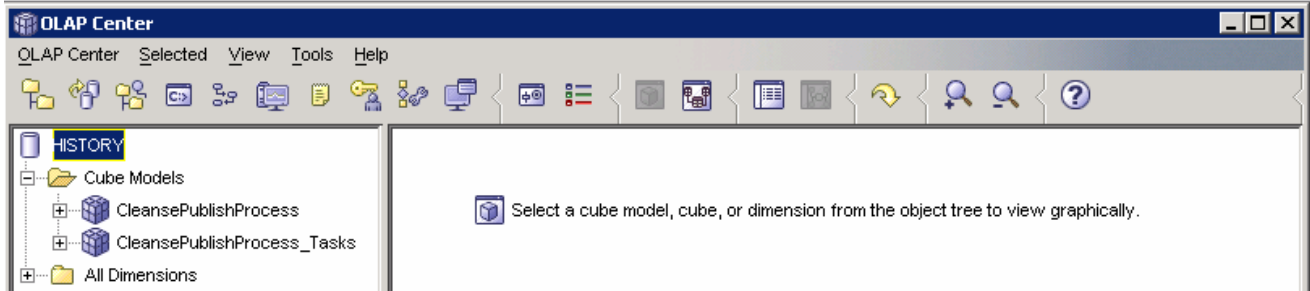 OLAP Center
OLAP Center Selected View Tools Help
HISTORY
Cube Models
CleansePublishProcess
CleansePublishProcess_Tasks
All Dimensions
Select a cube model, cube, or dimension from the object tree to view graphically.